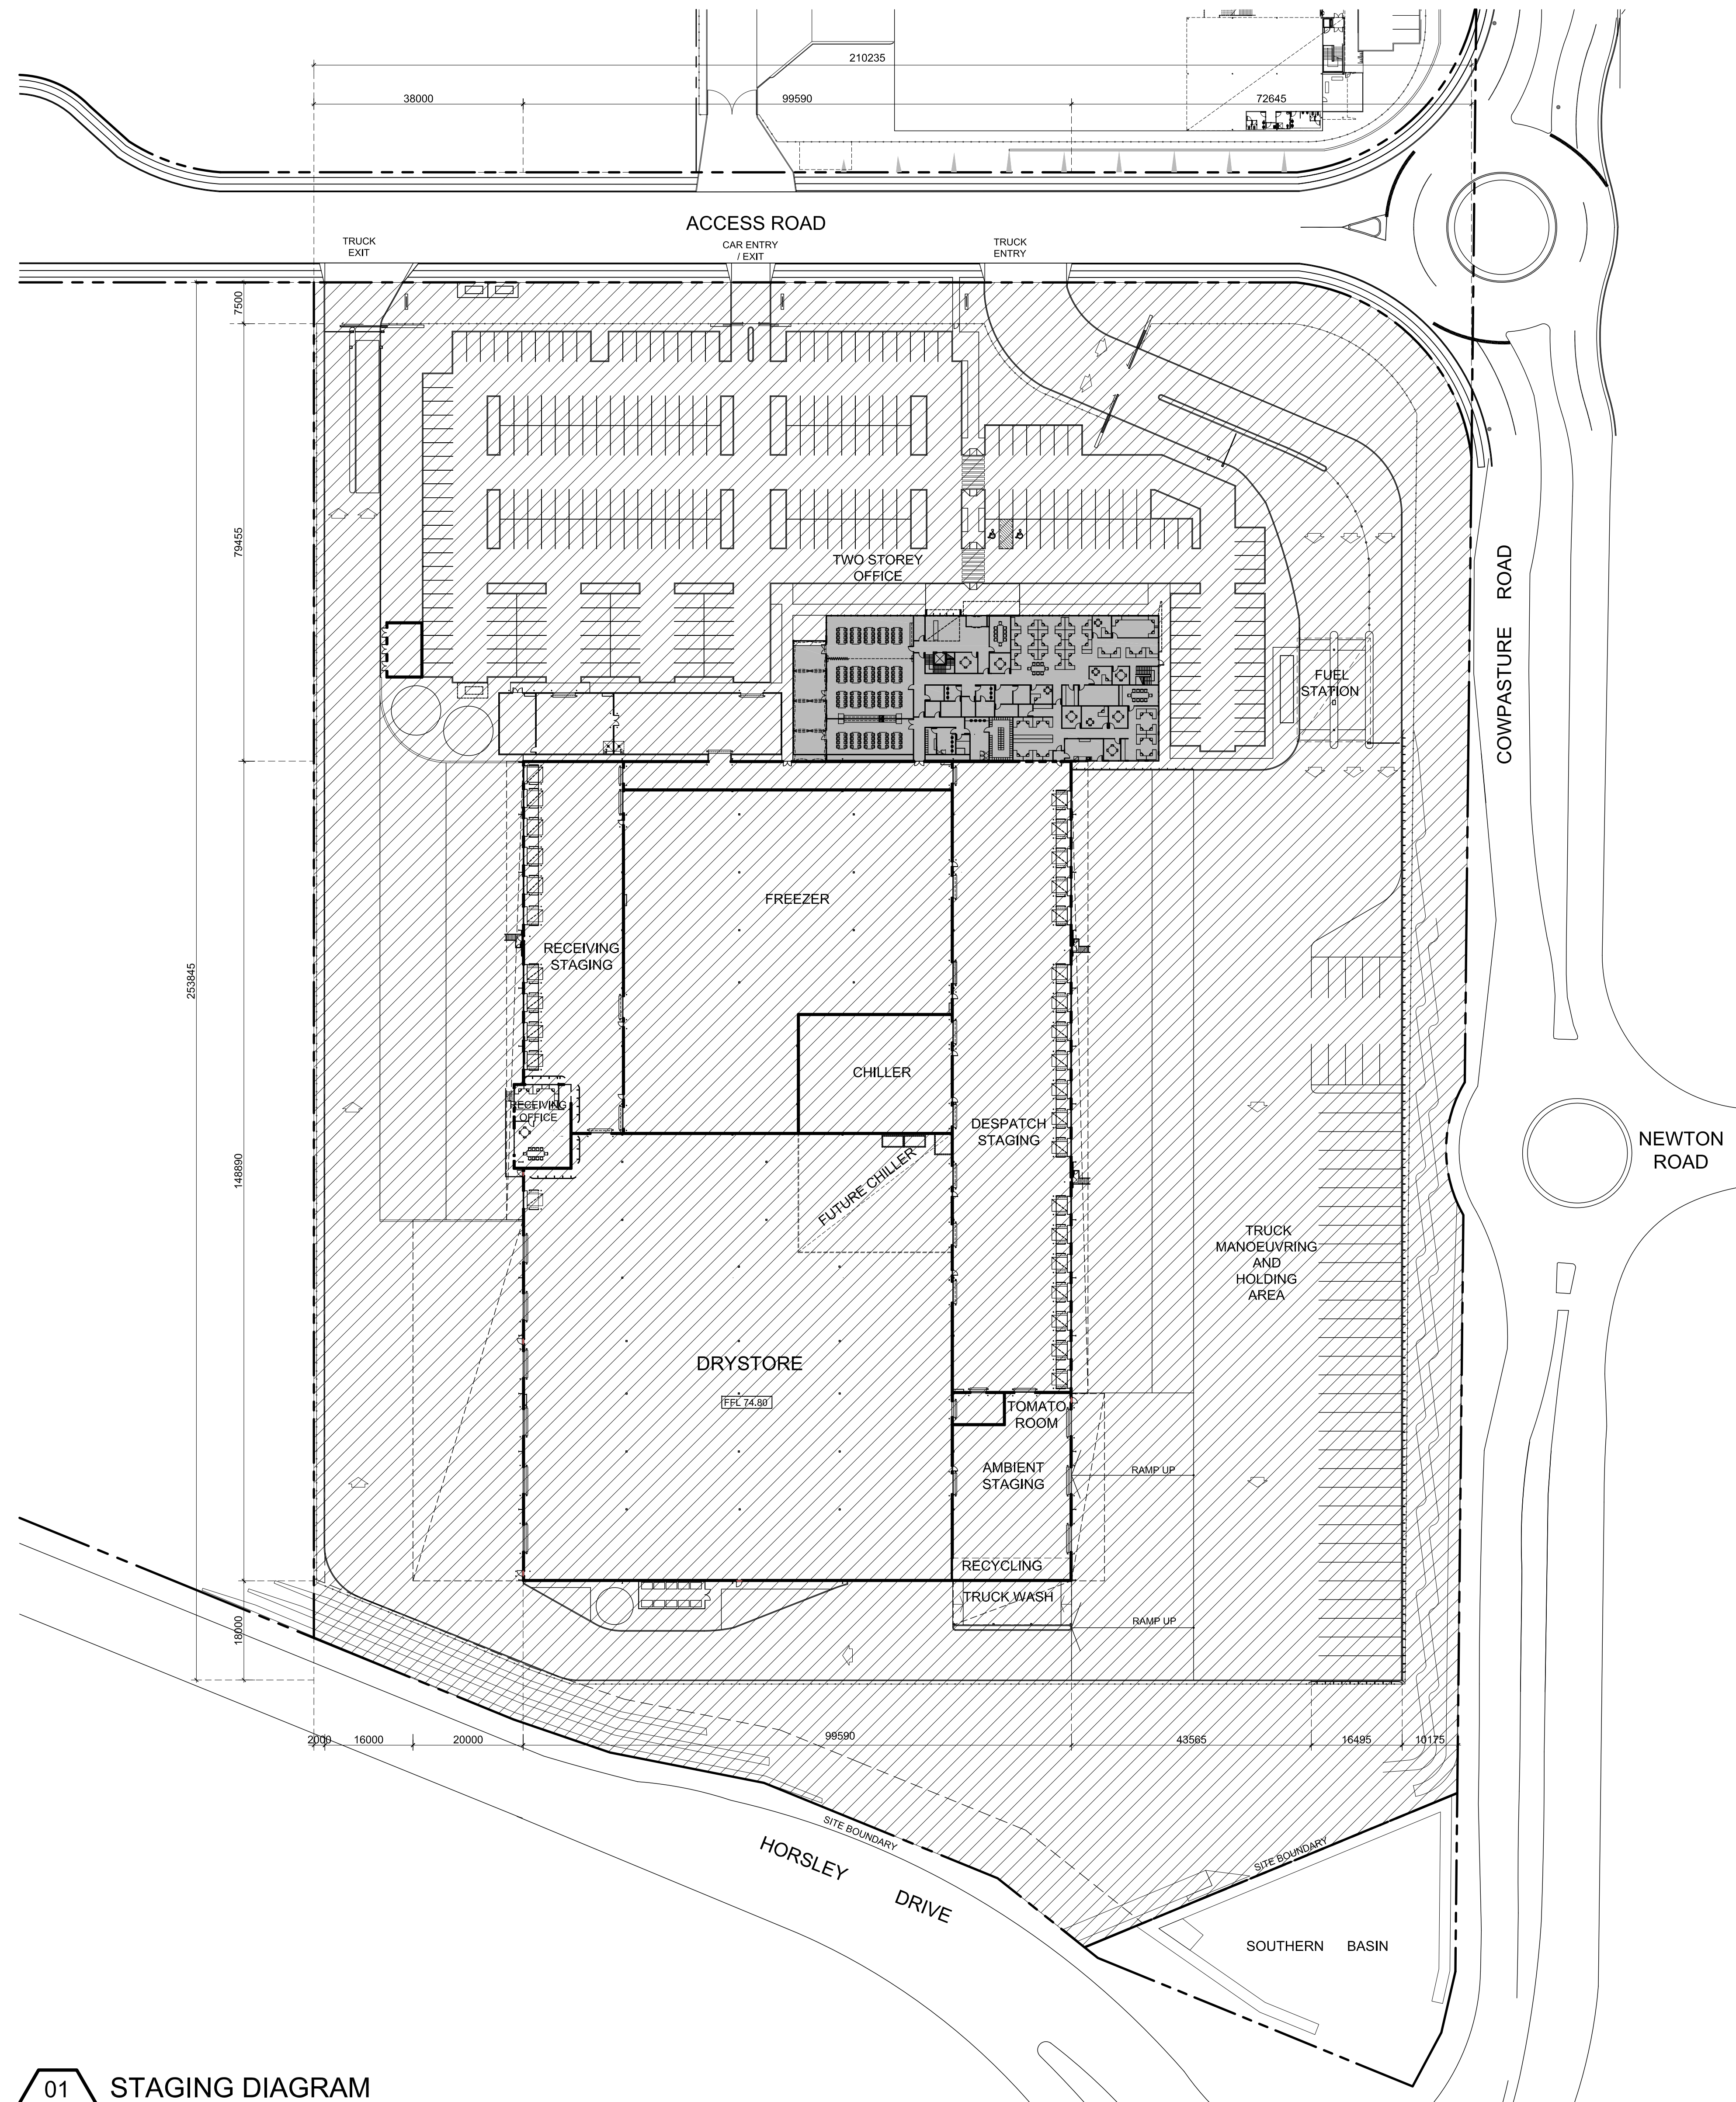 210235
38000
99590
72645
ACCESS ROAD
TRUCK
EXIT
CAR ENTRY
/ EXIT
TRUCK
ENTRY
7500
79455
253845
148890
18000
TWO STOREY
OFFICE
FUEL
STATION
COWPASTURE ROAD
FREEZER
RECEIVING
STAGING
CHILLER
RECEIVING
OFFICE
DESPATCH
STAGING
FUTURE CHILLER
NEWTON
ROAD
TRUCK
MANOEUVRING
AND
HOLDING
AREA
DRYSTORE
FFL 74.80
TOMATO
ROOM
AMBIENT
STAGING
RAMP UP
RECYCLING
TRUCK WASH
RAMP UP
2000
16000
20000
99590
43565
16495
10175
SITE BOUNDARY
SITE BOUNDARY
HORSLEY DRIVE
SOUTHERN BASIN
01 STAGING DIAGRAM